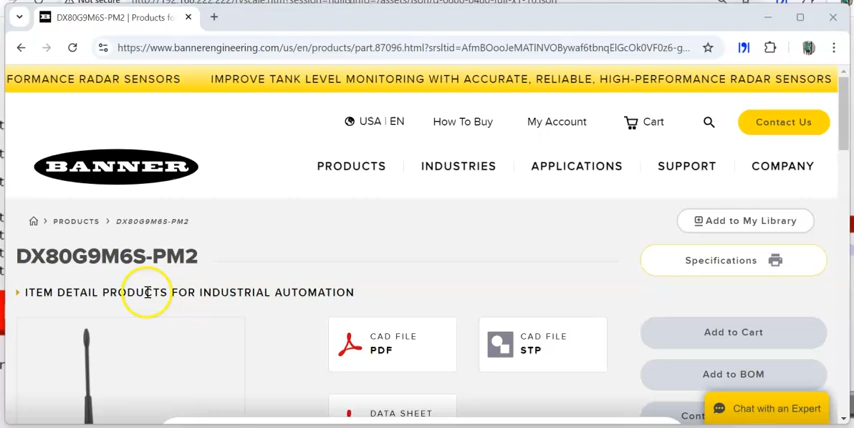 Not secure
DX80G9M6S-PM2 | Products for
https://www.bannerengineering.com/us/en/products/part.87096.html?srsltid=AfmBOooJeMATlNVOBywaf6tbnqElGcOk0VF0z6-g...
FORMANCE RADAR SENSORS IMPROVE TANK LEVEL MONITORING WITH ACCURATE, RELIABLE, HIGH-PERFORMANCE RADAR SENSORS
USA | EN How To Buy My Account Cart Contact Us
BANNER
PRODUCTS INDUSTRIES APPLICATIONS SUPPORT COMPANY
PRODUCTS > DX80G9M6S-PM2
Add to My Library
DX80G9M6S-PM2
Specifications
ITEM DETAIL PRODUCTS FOR INDUSTRIAL AUTOMATION
CAD FILE
PDF
CAD FILE
STP
Add to Cart
Add to BOM
DATA SHEET
Chat with an Expert